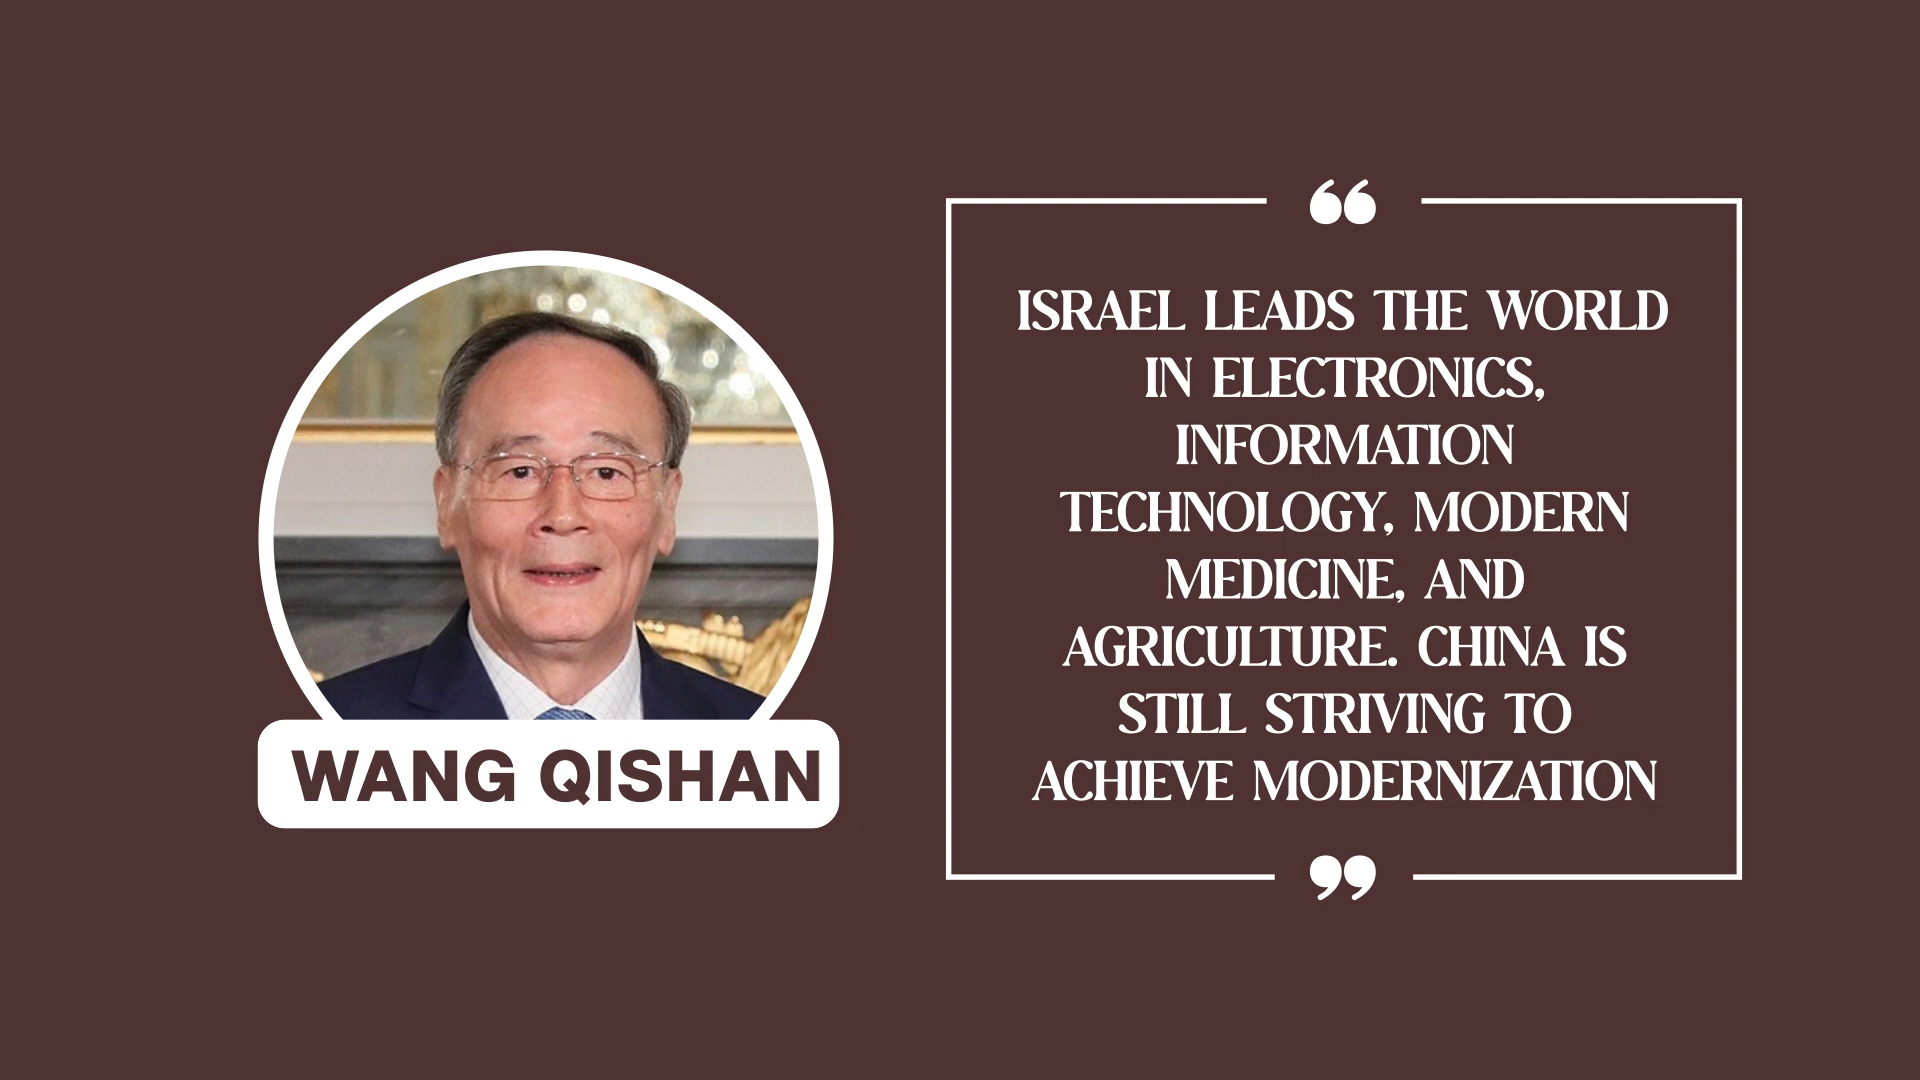 WANG QISHAN
“
ISRAEL LEADS THE WORLD
IN ELECTRONICS,
INFORMATION
TECHNOLOGY, MODERN
MEDICINE, AND
AGRICULTURE. CHINA IS
STILL STRIVING TO
ACHIEVE MODERNIZATION
”